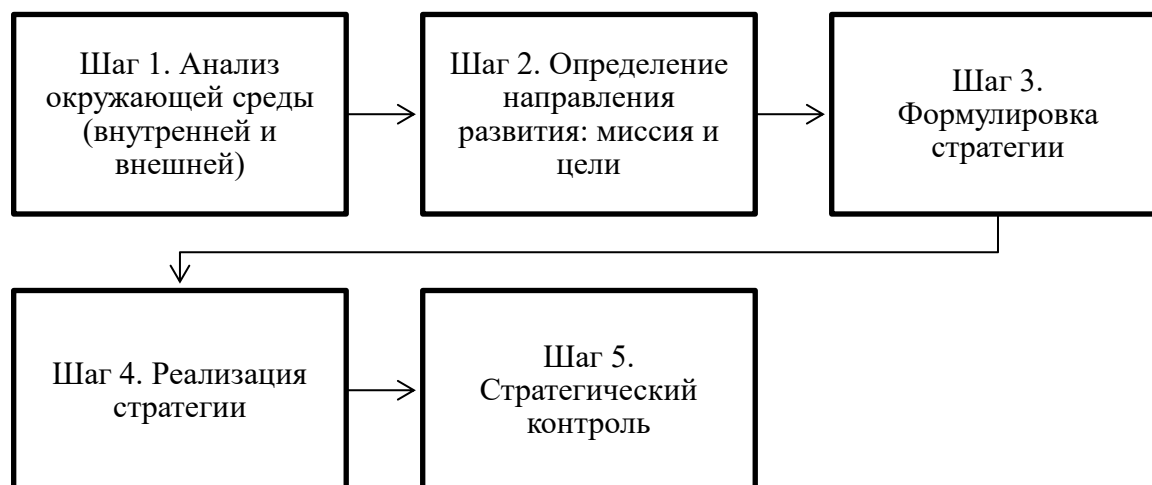 Шаг 1. Анализ
окружающей среды
(внутренней и
внешней)
Шаг 2. Определение
направления
развития: миссия и
цели
Шаг 3.
Формулировка
стратегии
Шаг 4. Реализация
стратегии
Шаг 5.
Стратегический
контроль